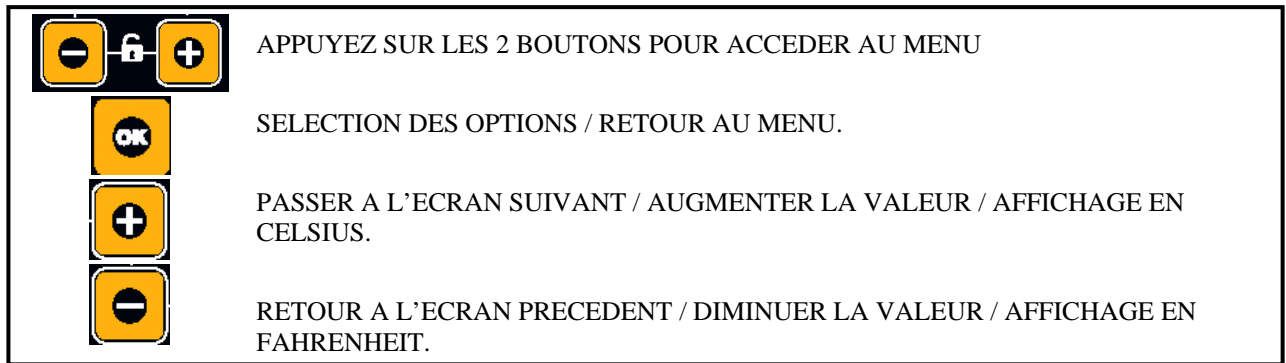 APPUYEZ SUR LES 2 BOUTONS POUR ACCEDER AU MENU
OK
SELECTION DES OPTIONS / RETOUR AU MENU.
PASSER A L'ECRAN SUIVANT / AUGMENTER LA VALEUR / AFFICHAGE EN
CELSIUS.
RETOUR A L'ECRAN PRECEDENT / DIMINUER LA VALEUR / AFFICHAGE EN
FAHRENHEIT.